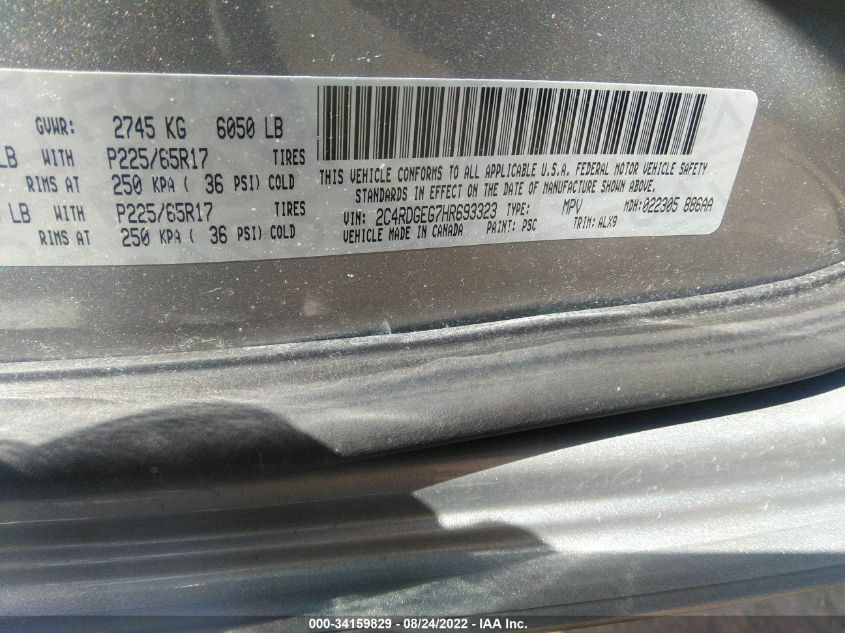 GVWR: 2745 KG 6050 LB
LB WITH P225/65R17 TIRES
RIMS AT 250 KPA ( 36 PSI) COLD
LB WITH P225/65R17 TIRES
RIMS AT 250 KPA ( 36 PSI) COLD
THIS VEHICLE CONFORMS TO ALL APPLICABLE U.S.A. FEDERAL MOTOR VEHICLE SAFETY
STANDARDS IN EFFECT ON THE DATE OF MANUFACTURE SHOWN ABOVE.
VIN: 2C4RDGEG7HR693323 TYPE: MPV MDH:022305 886AA
VEHICLE MADE IN CANADA PAINT: PSC TRIM: ALX9
000-34159829 - 08/24/2022 - IAA Inc.